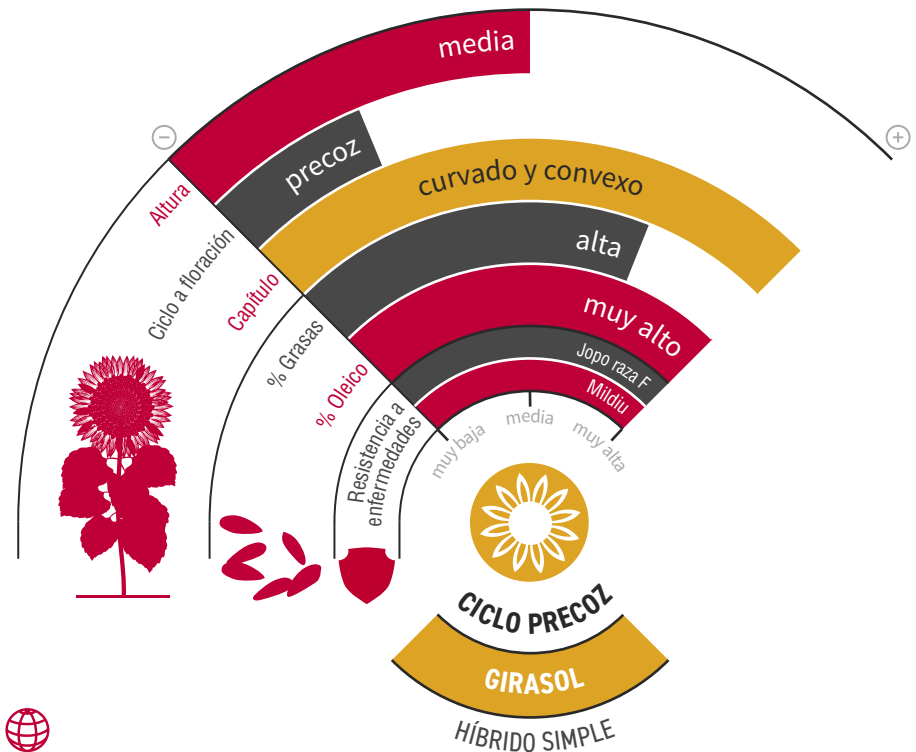 media
precoz
curvado y convexo
alta
muy alto
Jopo raza F
Mildiu
Altura
Ciclo a floración
Capítulo
% Grasas
% Oleico
Resistencia a
enfermedades
muy baja
media
muy alta
CICLO PRECOZ
GIRASOL
HÍBRIDO SIMPLE